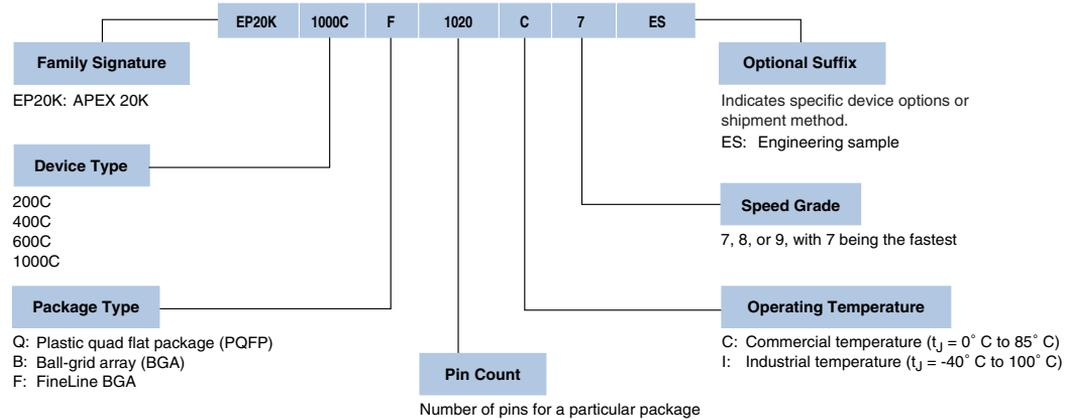 EP20K 1000C F 1020 C 7 ES
Family Signature
EP20K: APEX 20K
Device Type
200C
400C
600C
1000C
Package Type
Q: Plastic quad flat package (PQFP)
B: Ball-grid array (BGA)
F: FineLine BGA
Pin Count
Number of pins for a particular package
Optional Suffix
Indicates specific device options or
shipment method.
ES: Engineering sample
Speed Grade
7, 8, or 9, with 7 being the fastest
Operating Temperature
C: Commercial temperature (tJ = 0˚ C to 85˚ C)
I: Industrial temperature (tJ = -40˚ C to 100˚ C)